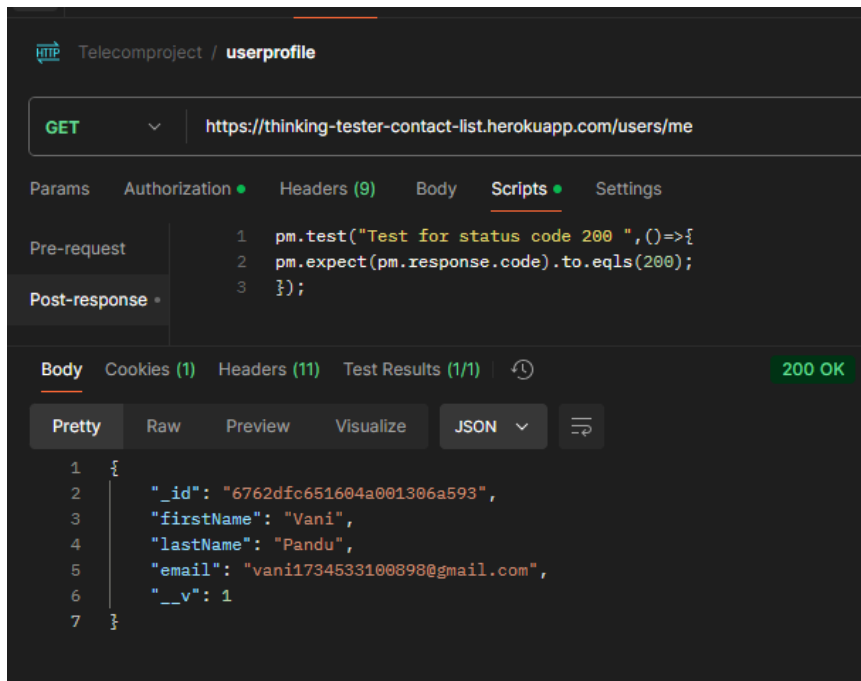 HTTP Telecomproject / userprofile
GET https://thinking-tester-contact-list.herokuapp.com/users/me
Params Authorization Headers (9) Body Scripts Settings
Pre-request
Post-response
1 pm.test("Test for status code 200 ",()=>{
2 pm.expect(pm.response.code).to.eqls(200);
3 });
Body Cookies (1) Headers (11) Test Results (1/1) 200 OK
Pretty Raw Preview Visualize JSON
1 {
2 "_id": "6762dfc651604a001306a593",
3 "firstName": "Vani",
4 "lastName": "Pandu",
5 "email": "vani1734533100898@gmail.com",
6 "__v": 1
7 }